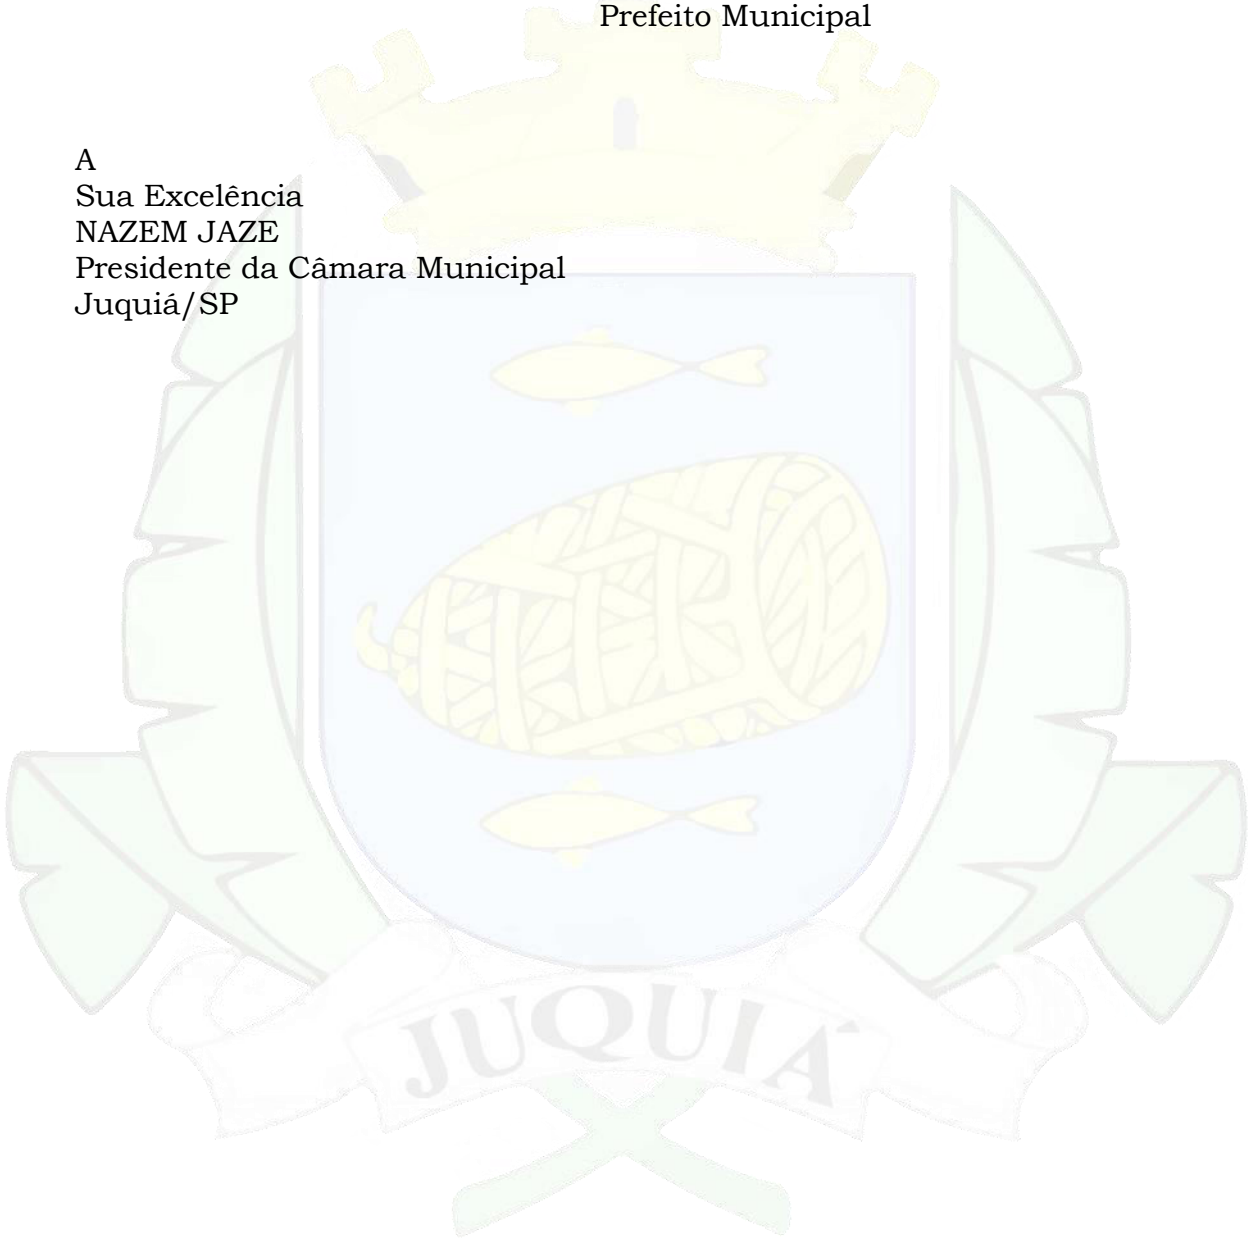 Prefeito Municipal
A
Sua Excelência
NAZEM JAZE
Presidente da Câmara Municipal
Juquiá/SP
JUQUIÁ